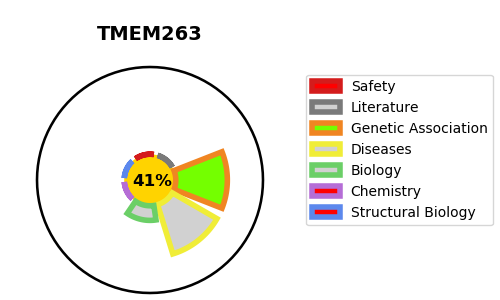 TMEM263
41%
Safety
Literature
Genetic Association
Diseases
Biology
Chemistry
Structural Biology